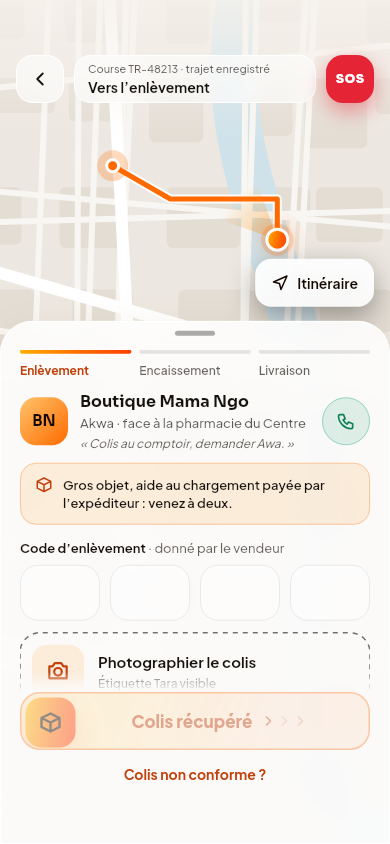 Course TR-48213 · trajet enregistré
Vers l’enlèvement
SOS
Itinéraire
Enlèvement
Encaissement
Livraison
BN
Boutique Mama Ngo
Akwa · face à la pharmacie du Centre
« Colis au comptoir, demander Awa. »
Gros objet, aide au chargement payée par
l’expéditeur : venez à deux.
Code d’enlèvement · donné par le vendeur
Photographier le colis
Étiquette Tara visible
Colis récupéré
Colis non conforme ?